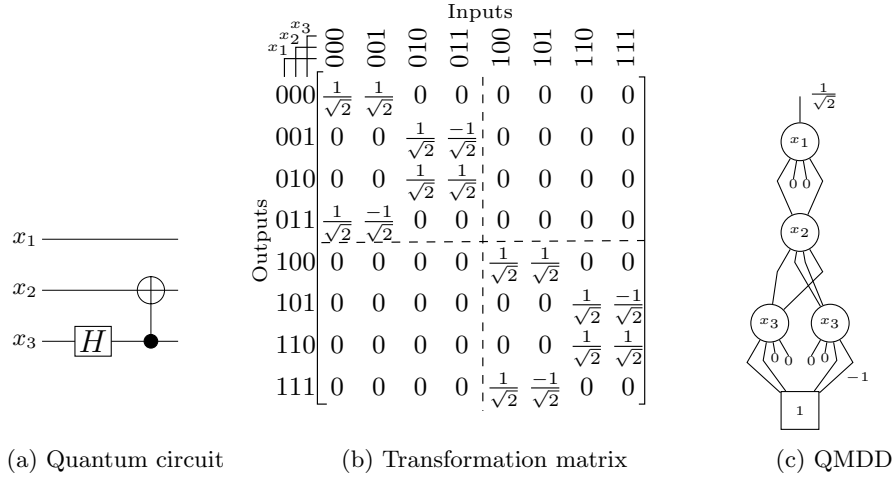 x₁
x₂
x₃ H
(a) Quantum circuit
Inputs
x₁ x₂ x₃
000 001 010 011 100 101 110 111
Outputs
000 1/√2 1/√2 0 0 0 0 0 0
001 0 0 1/√2 -1/√2 0 0 0 0
010 0 0 1/√2 1/√2 0 0 0 0
011 1/√2 -1/√2 0 0 0 0 0 0
100 0 0 0 0 1/√2 1/√2 0 0
101 0 0 0 0 0 0 1/√2 -1/√2
110 0 0 0 0 0 0 1/√2 1/√2
111 0 0 0 0 1/√2 -1/√2 0 0
(b) Transformation matrix
1/√2
x₁
0 0
x₂
x₃ x₃
0 0 0 0
-1
1
(c) QMDD